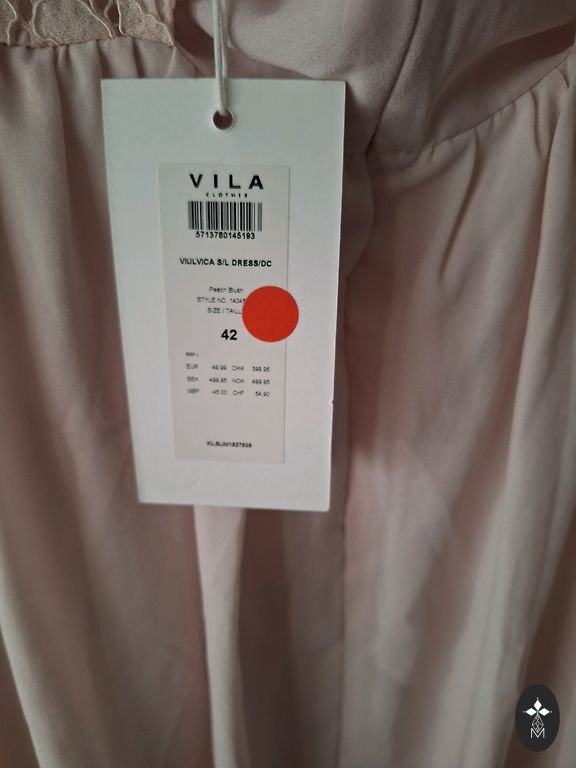 VILA
CLOTHES
5713780145193
VIULVICA S/L DRESS/DC
Peach Blush
STYLE NO. 1404
SIZE / TAILL
42
EUR 49.99 DKK 399.95
SEK 499.95 NOK 499.95
GBP 45.00 CHF 54.90
M